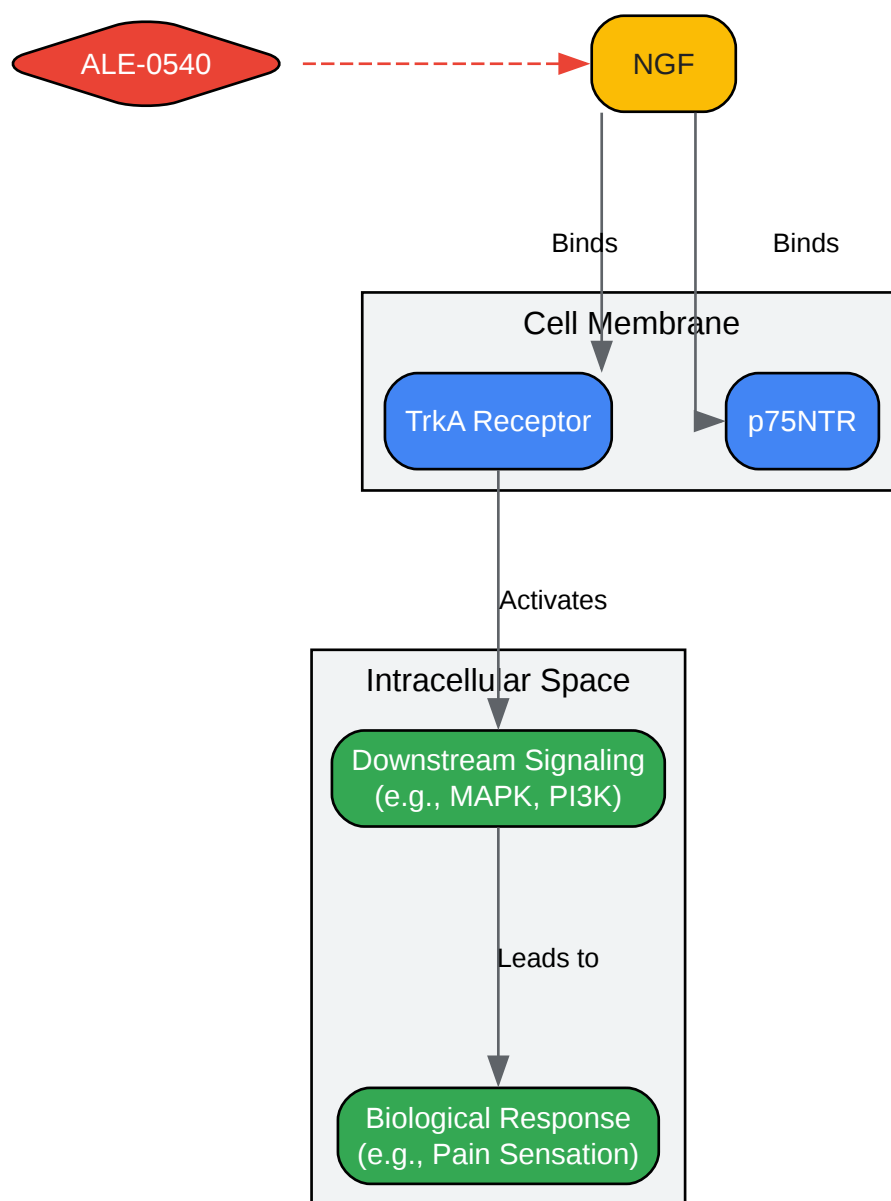 ALE-0540
NGF
Binds
Binds
Cell Membrane
TrkA Receptor
p75NTR
Activates
Intracellular Space
Downstream Signaling
(e.g., MAPK, PI3K)
Leads to
Biological Response
(e.g., Pain Sensation)